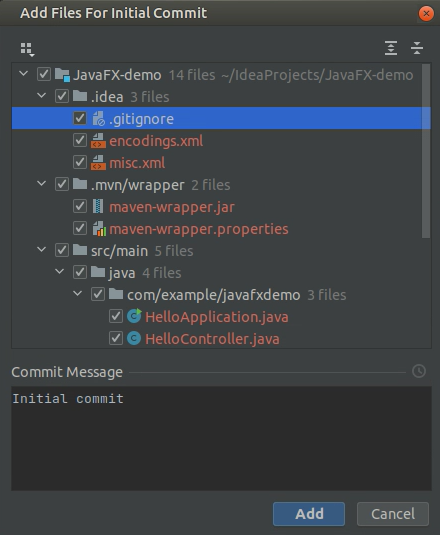 Add Files For Initial Commit
JavaFX-demo 14 files ~/IdeaProjects/JavaFX-demo
.idea 3 files
.gitignore
encodings.xml
misc.xml
.mvn/wrapper 2 files
maven-wrapper.jar
maven-wrapper.properties
src/main 5 files
java 4 files
com/example/javafxdemo 3 files
HelloApplication.java
HelloController.java
Commit Message
Initial commit
Add Cancel